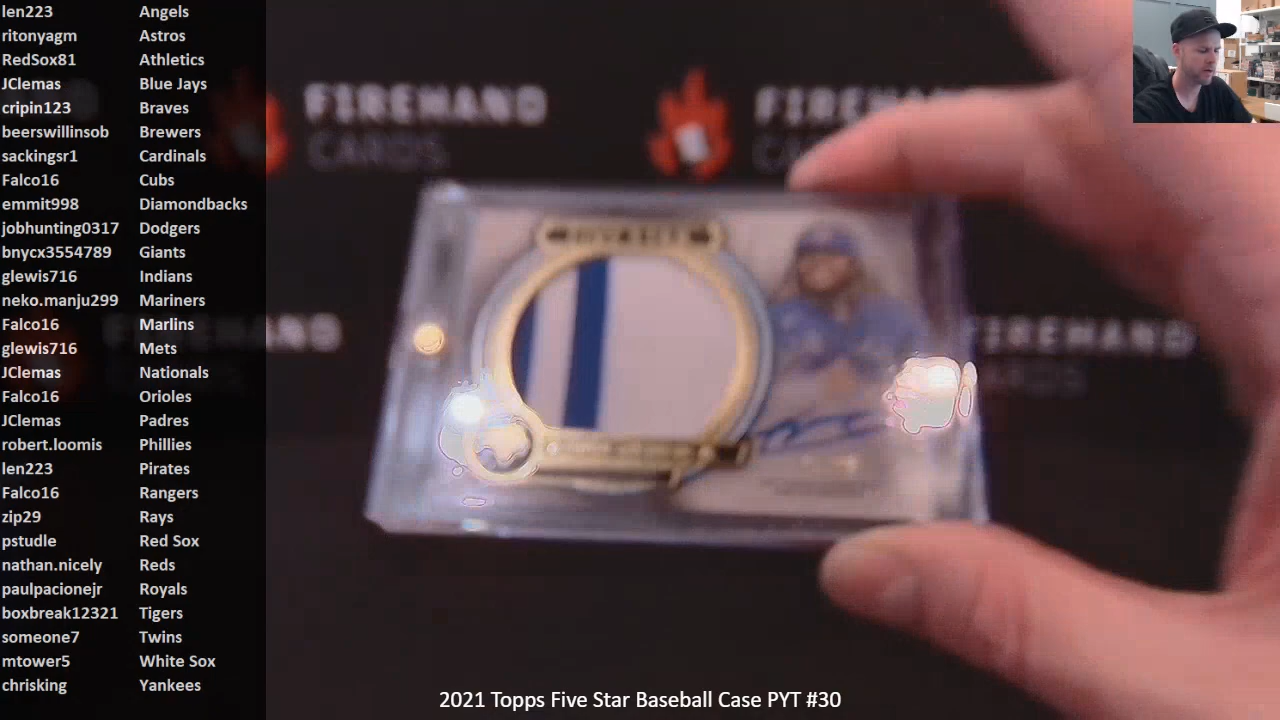 len223 Angels
ritonyagm Astros
RedSox81 Athletics
JClemas Blue Jays
cripin123 Braves
beerswillinsob Brewers
sackingsr1 Cardinals
Falco16 Cubs
emmit998 Diamondbacks
jobhunting0317 Dodgers
bnycx3554789 Giants
glewis716 Indians
neko.manju299 Mariners
Falco16 Marlins
glewis716 Mets
JClemas Nationals
Falco16 Orioles
JClemas Padres
robert.loomis Phillies
len223 Pirates
Falco16 Rangers
zip29 Rays
pstudle Red Sox
nathan.nicely Reds
paulpacionejr Royals
boxbreak12321 Tigers
someone7 Twins
mtower5 White Sox
chrisking Yankees
FIREHAND
CARDS
FIREHAND
FIREHAND
CARDS
2021 Topps Five Star Baseball Case PYT #30